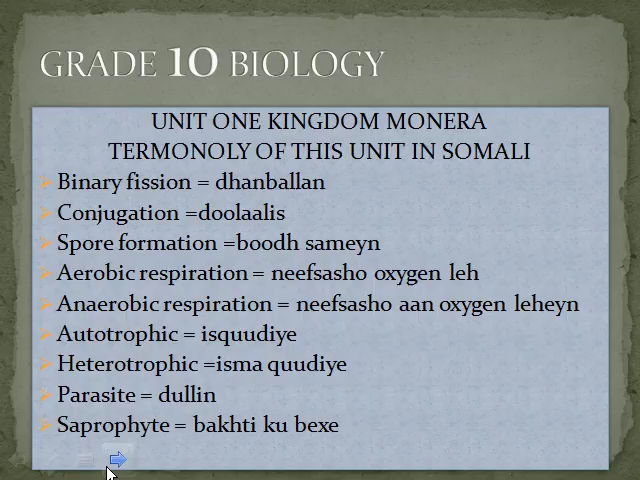 GRADE 10 BIOLOGY
UNIT ONE KINGDOM MONERA
TERMONOLY OF THIS UNIT IN SOMALI
Binary fission = dhanballan
Conjugation =doolaalis
Spore formation =boodh sameyn
Aerobic respiration = neefsasho oxygen leh
Anaerobic respiration = neefsasho aan oxygen leheyn
Autotrophic = isquudiye
Heterotrophic =isma quudiye
Parasite = dullin
Saprophyte = bakhti ku bexe